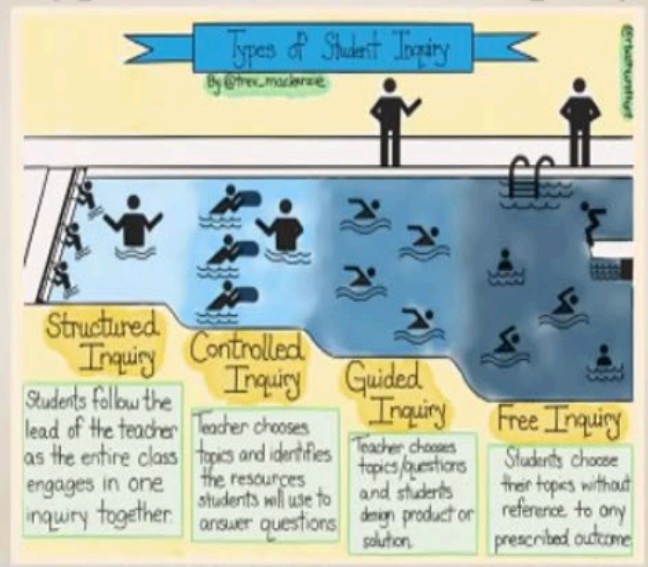 Types of Student Inquiry
By @trev_mackenzie
Structured
Inquiry
Students follow the
lead of the teacher
as the entire class
engages in one
inquiry together.
Controlled
Inquiry
Teacher chooses
topics and identifies
the resources
students will use to
answer questions
Guided
Inquiry
Teacher chooses
topics/questions
and students
design product or
solution.
Free Inquiry
Students choose
their topics without
reference to any
prescribed outcome